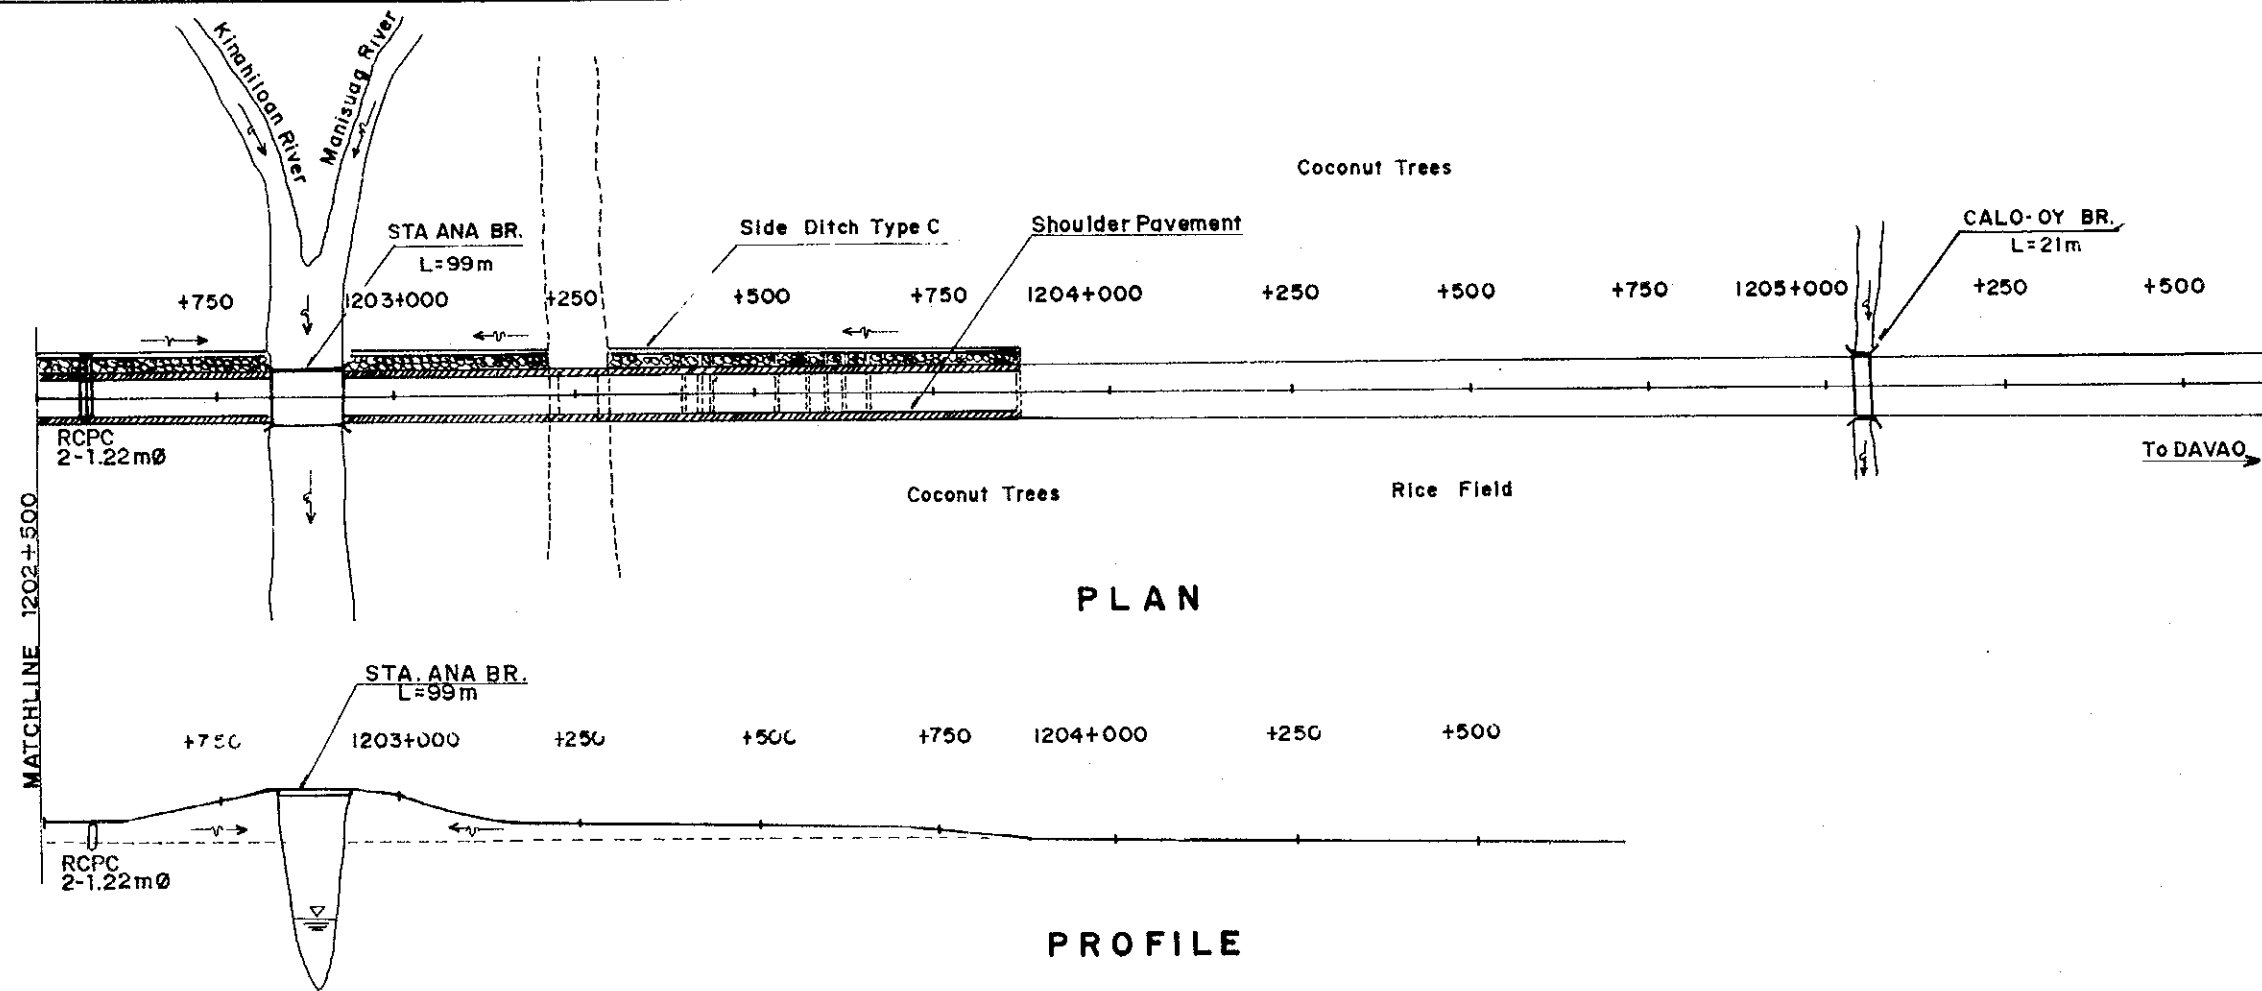 Kinahiloan River
Manisuag River
Coconut Trees
STA ANA BR.
L=99m
Side Ditch Type C
Shoulder Pavement
CALO-OY BR.
L=21m
+750 1203+000 +250 +500 +750 1204+000 +250 +500 +750 1205+000 +250 +500
RCPC
2-1.22mØ
To DAVAO
Coconut Trees
Rice Field
MATCHLINE 1202+500
PLAN
STA. ANA BR.
L=99m
+750 1203+000 +250 +500 +750 1204+000 +250 +500
RCPC
2-1.22mØ
PROFILE